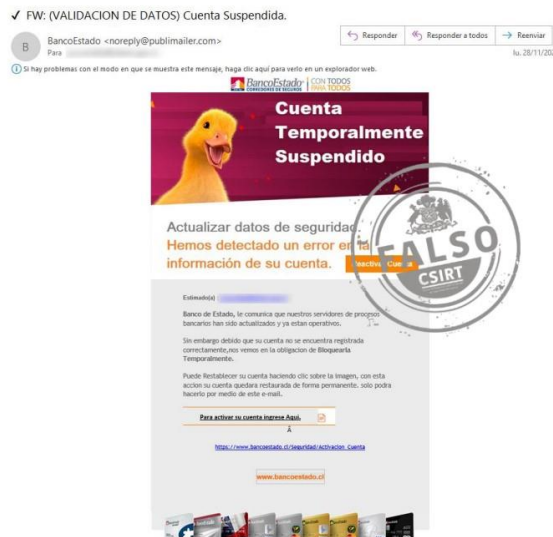 ✓ FW: (VALIDACION DE DATOS) Cuenta Suspendida.
B
BancoEstado <noreply@publimailer.com>
Para
Responder
Responder a todos
Reenviar
lu. 28/11/202
Si hay problemas con el modo en que se muestra este mensaje, haga clic aquí para verlo en un explorador web.
BancoEstado CON TODOS
CORREDORES DE SEGUROS PARA TODOS
Cuenta
Temporalmente
Suspendido
Actualizar datos de seguridad.
Hemos detectado un error en la
información de su cuenta.
Reactivar Cuenta
FALSO
CSIRT
Estimado(a)
Banco de Estado, le comunica que nuestros servidores de procesos
bancarios han sido actualizados y ya estan operativos.
Sin embargo debido que su cuenta no se encuentra registrada
correctamente,nos vemos en la obligacion de Bloquearla
Temporalmente.
Puede Restablecer su cuenta haciendo clic sobre la imagen, con esta
accion su cuenta quedara restaurada de forma permanente. solo podra
hacerlo por medio de este e-mail.
Para activar su cuenta ingrese Aquí.
Â
https://www.bancoestado.cl/Seguridad/Activacion_Cuenta
www.bancoestado.cl